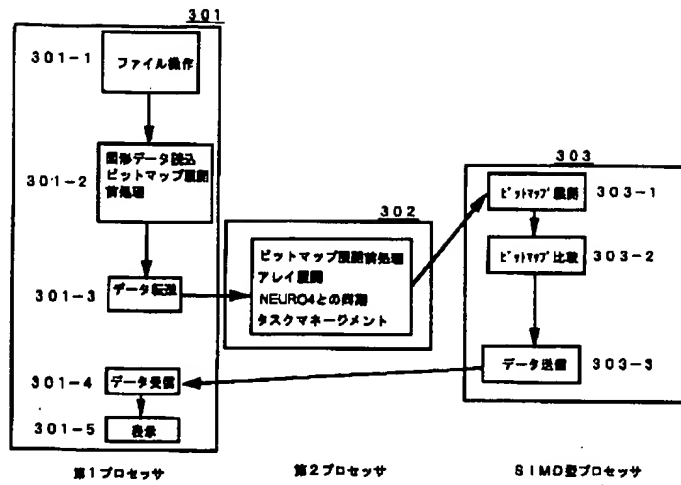 301
301-1
ファイル操作
301-2
図形データ読込
ビットマップ展開
前処理
301-3
データ転送
301-4
データ受信
301-5
表示
第1プロセッサ
302
ビットマップ展開前処理
アレイ展開
NEURO4との同期
タスクマネージメント
第2プロセッサ
303
ビットマップ展開
303-1
ビットマップ比較
303-2
データ送信
303-3
SIMD型プロセッサ